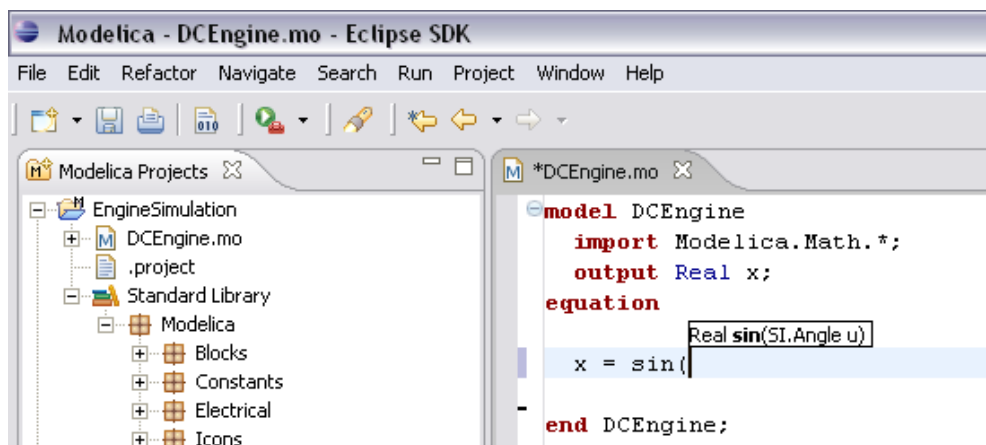 Modelica - DCEngine.mo - Eclipse SDK
File Edit Refactor Navigate Search Run Project Window Help
010
Modelica Projects
*DCEngine.mo
EngineSimulation
DCEngine.mo
.project
Standard Library
Modelica
Blocks
Constants
Electrical
Icons
model DCEngine
import Modelica.Math.*;
output Real x;
equation
Real sin(SI.Angle u)
x = sin(
end DCEngine;